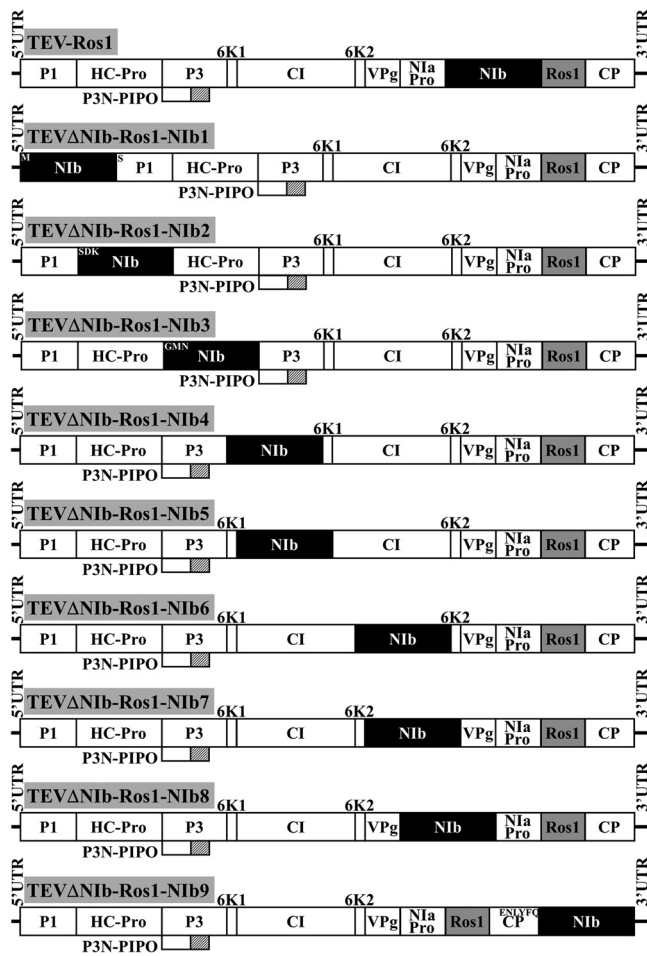 5'UTR TEV-Ros1 6K1 6K2 3'UTR
P1 HC-Pro P3 CI VPg NIa Pro NIb Ros1 CP
P3N-PIPO
5'UTR TEVΔNIb-Ros1-NIb1 6K1 6K2 3'UTR
M NIb S P1 HC-Pro P3 CI VPg NIa Pro Ros1 CP
P3N-PIPO
5'UTR TEVΔNIb-Ros1-NIb2 6K1 6K2 3'UTR
P1 SDK NIb HC-Pro P3 CI VPg NIa Pro Ros1 CP
P3N-PIPO
5'UTR TEVΔNIb-Ros1-NIb3 6K1 6K2 3'UTR
P1 HC-Pro GMN NIb P3 CI VPg NIa Pro Ros1 CP
P3N-PIPO
5'UTR TEVΔNIb-Ros1-NIb4 6K1 6K2 3'UTR
P1 HC-Pro P3 NIb CI VPg NIa Pro Ros1 CP
P3N-PIPO
5'UTR TEVΔNIb-Ros1-NIb5 6K1 6K2 3'UTR
P1 HC-Pro P3 NIb CI VPg NIa Pro Ros1 CP
P3N-PIPO
5'UTR TEVΔNIb-Ros1-NIb6 6K1 6K2 3'UTR
P1 HC-Pro P3 CI NIb VPg NIa Pro Ros1 CP
P3N-PIPO
5'UTR TEVΔNIb-Ros1-NIb7 6K1 6K2 3'UTR
P1 HC-Pro P3 CI NIb VPg NIa Pro Ros1 CP
P3N-PIPO
5'UTR TEVΔNIb-Ros1-NIb8 6K1 6K2 3'UTR
P1 HC-Pro P3 CI VPg NIb NIa Pro Ros1 CP
P3N-PIPO
5'UTR TEVΔNIb-Ros1-NIb9 6K1 6K2 3'UTR
P1 HC-Pro P3 CI VPg NIa Pro Ros1 ENLYFQ CP NIb
P3N-PIPO